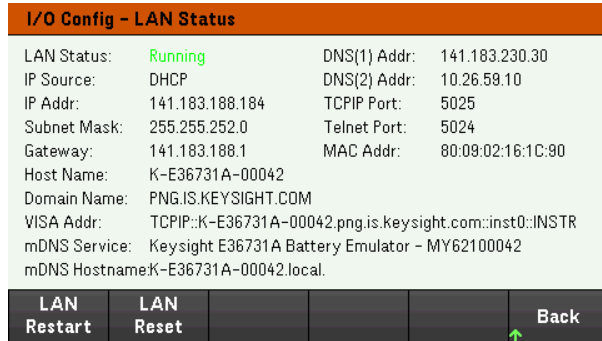 I/O Config – LAN Status
LAN Status: Running DNS(1) Addr: 141.183.230.30
IP Source: DHCP DNS(2) Addr: 10.26.59.10
IP Addr: 141.183.188.184 TCPIP Port: 5025
Subnet Mask: 255.255.252.0 Telnet Port: 5024
Gateway: 141.183.188.1 MAC Addr: 80:09:02:16:1C:90
Host Name: K-E36731A-00042
Domain Name: PNG.IS.KEYSIGHT.COM
VISA Addr: TCPIP::K-E36731A-00042.png.is.keysight.com::inst0::INSTR
mDNS Service: Keysight E36731A Battery Emulator – MY62100042
mDNS Hostname:K-E36731A-00042.local.
LAN Restart LAN Reset Back